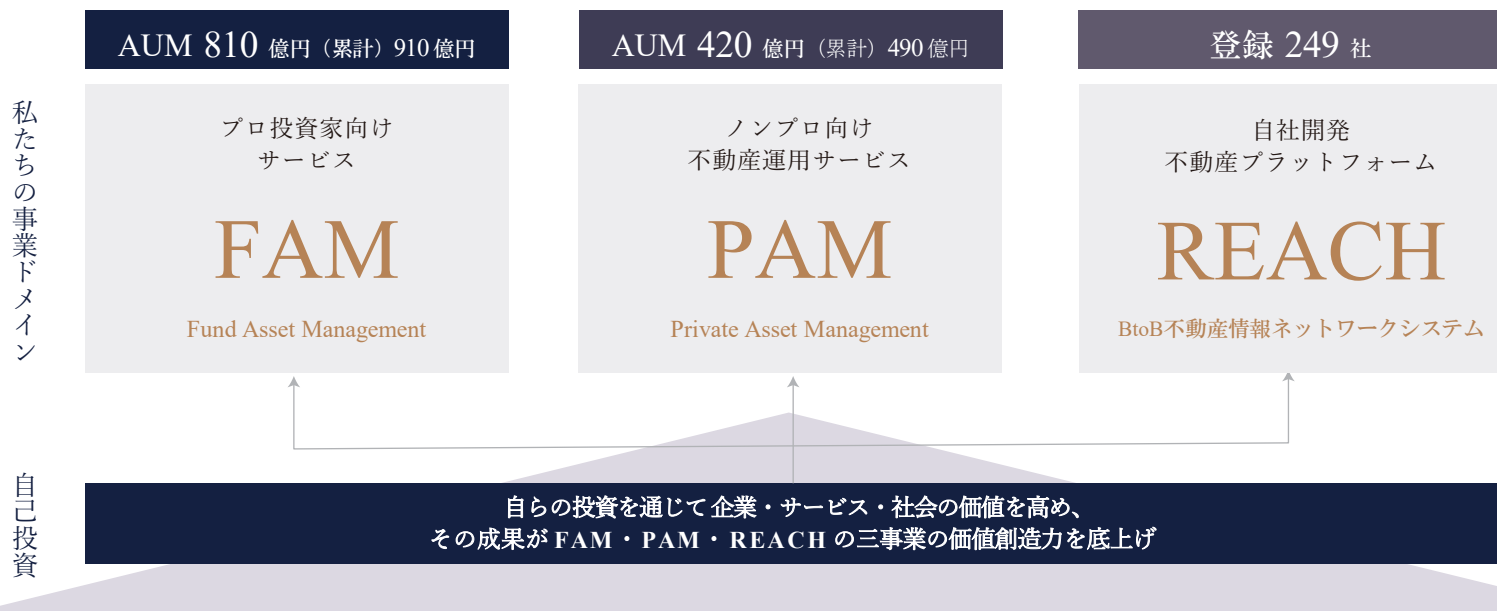 私たちの事業ドメイン
AUM 810 億円（累計）910億円
プロ投資家向け
サービス
FAM
Fund Asset Management
AUM 420 億円（累計）490億円
ノンプロ向け
不動産運用サービス
PAM
Private Asset Management
登録 249 社
自社開発
不動産プラットフォーム
REACH
BtoB不動産情報ネットワークシステム
自己投資
自らの投資を通じて企業・サービス・社会の価値を高め、
その成果が FAM・PAM・REACH の三事業の価値創造力を底上げ